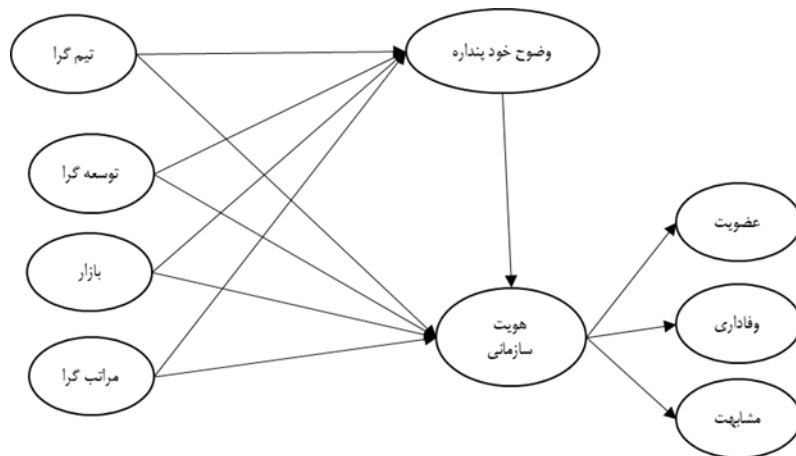 تیم گرا
وضوح خود پنداره
توسعه گرا
بازار
مراتب گرا
هویت
سازمانی
عضویت
وفاداری
مشابهت